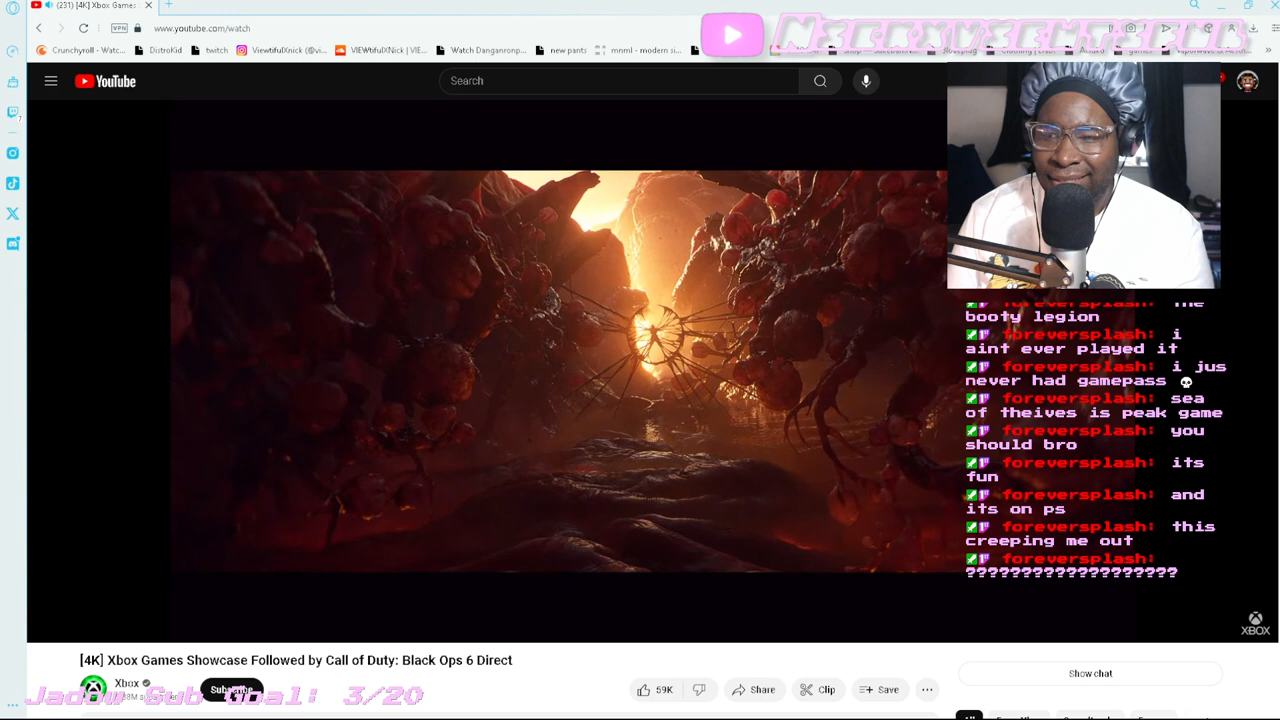 (231) [4K] Xbox Games
VPN
www.youtube.com/watch
Crunchyroll - Watc...
DistroKid
twitch
ViewtifulXnick (@vi...
VIEWtifulXNick | VIE...
Watch Danganronp...
new pants
mnml - modern si...
YouTube
Search
booty legion
foreversplash: i
aint ever played it
foreversplash: i jus
never had gamepass 💀
foreversplash: sea
of theives is peak game
foreversplash: you
should bro
foreversplash: its
fun
foreversplash: and
its on ps
foreversplash: this
creeping me out
foreversplash:
???????????????????
XBOX
[4K] Xbox Games Showcase Followed by Call of Duty: Black Ops 6 Direct
Xbox
Subscribe
59K
Share
Clip
Save
Show chat
Sub Goal: 3/20
7